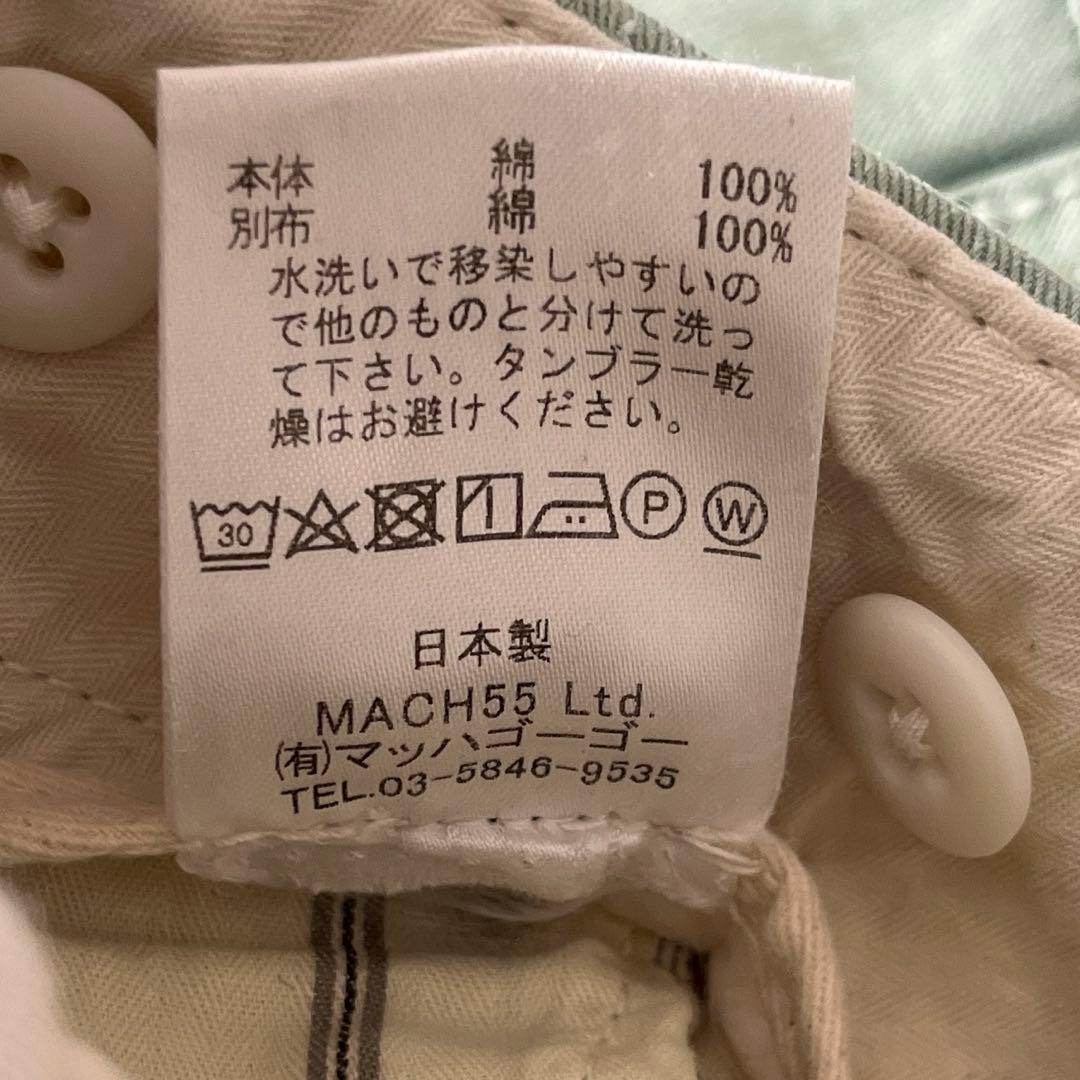 本体 綿 100%
別布 綿 100%
水洗いで移染しやすいの
で他のものと分けて洗っ
て下さい。タンブラー乾
燥はお避けください。
30 P W
日本製
MACH55 Ltd.
(有)マッハゴーゴー
TEL.03-5846-9535